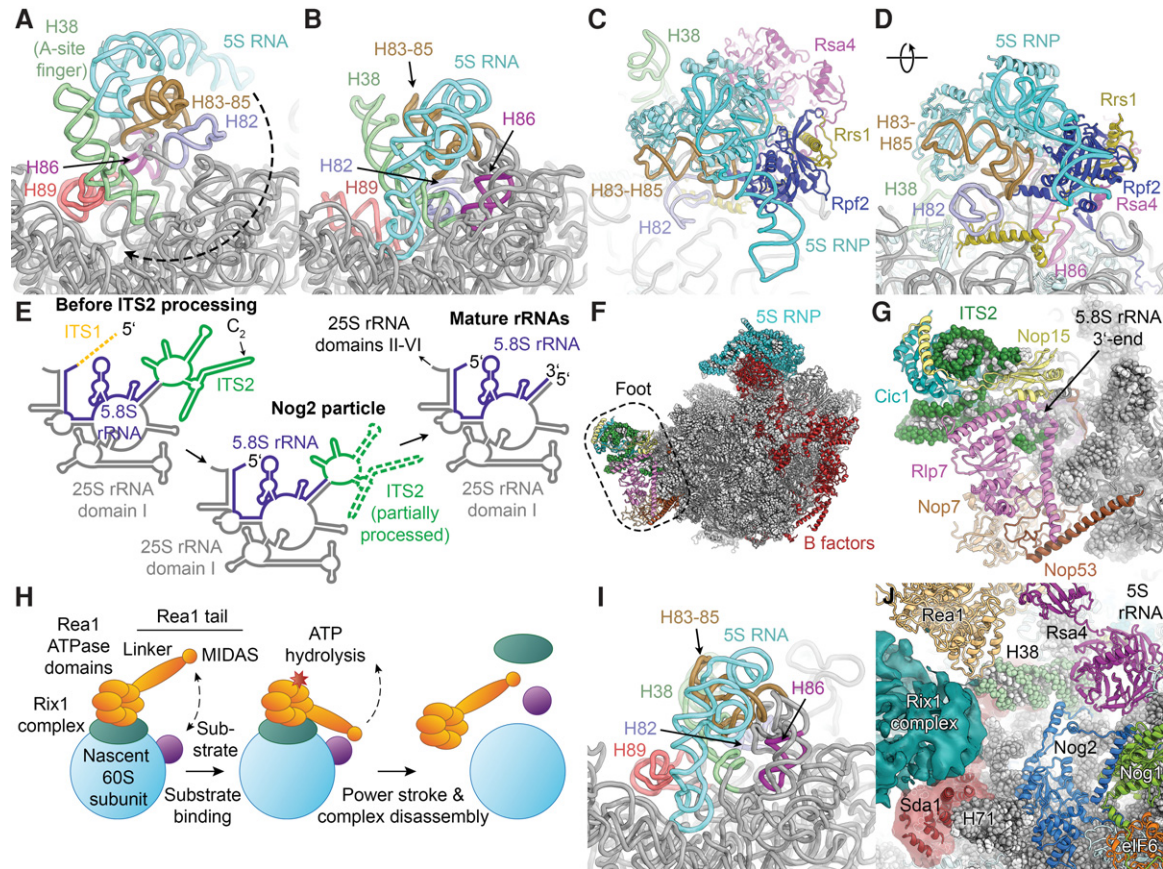 A
H38
(A-site
finger)
5S RNA
H83-85
H82
H86
H89
B
H83-85
H38
5S RNA
H86
H82
H89
C
H38
Rsa4
Rrs1
H83-H85
Rpf2
H82
5S RNP
D
5S RNP
Rrs1
H83-
H85
H38
Rpf2
Rsa4
H82
H86
E
Before ITS2 processing
ITS1
5‘
C2
ITS2
5.8S
rRNA
25S rRNA
domain I
Nog2 particle
5.8S rRNA
5‘
ITS2
(partially
processed)
25S rRNA
domain I
25S rRNA
domains II-VI
Mature rRNAs
5‘
5.8S rRNA
3‘
5‘
25S rRNA
domain I
F
5S RNP
Foot
B factors
G
ITS2
Nop15
5.8S rRNA
3‘-end
Cic1
Rlp7
Nop7
Nop53
H
Rea1 tail
Rea1
ATPase
domains
Linker
MIDAS
Rix1
complex
Sub-
strate
Nascent
60S
subunit
Substrate
binding
ATP
hydrolysis
Power stroke &
complex disassembly
I
H83-85
5S RNA
H38
H86
H82
H89
J
Rea1
5S
rRNA
Rsa4
H38
Rix1
complex
Nog2
Nog1
Sda1
H71
eIF6